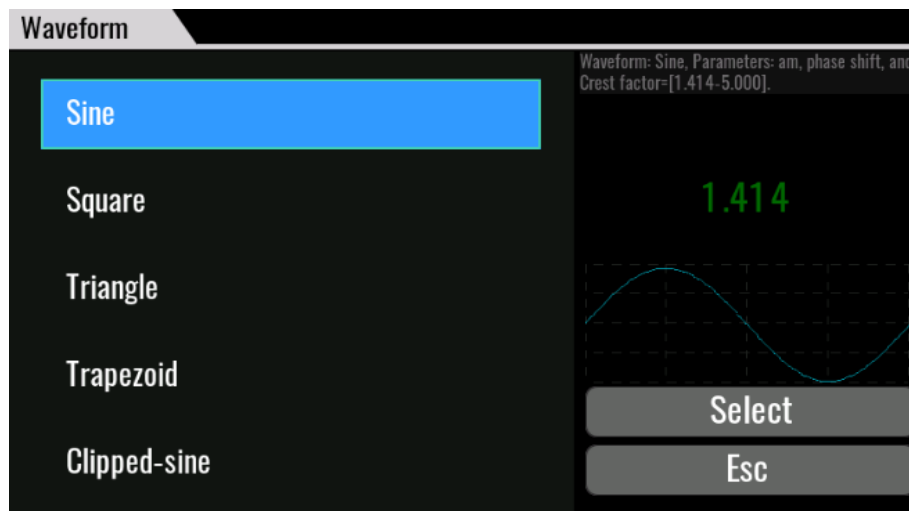 Waveform
Waveform: Sine, Parameters: am, phase shift, and
Crest factor=[1.414-5.000].
Sine
Square
Triangle
Trapezoid
Clipped-sine
1.414
Select
Esc